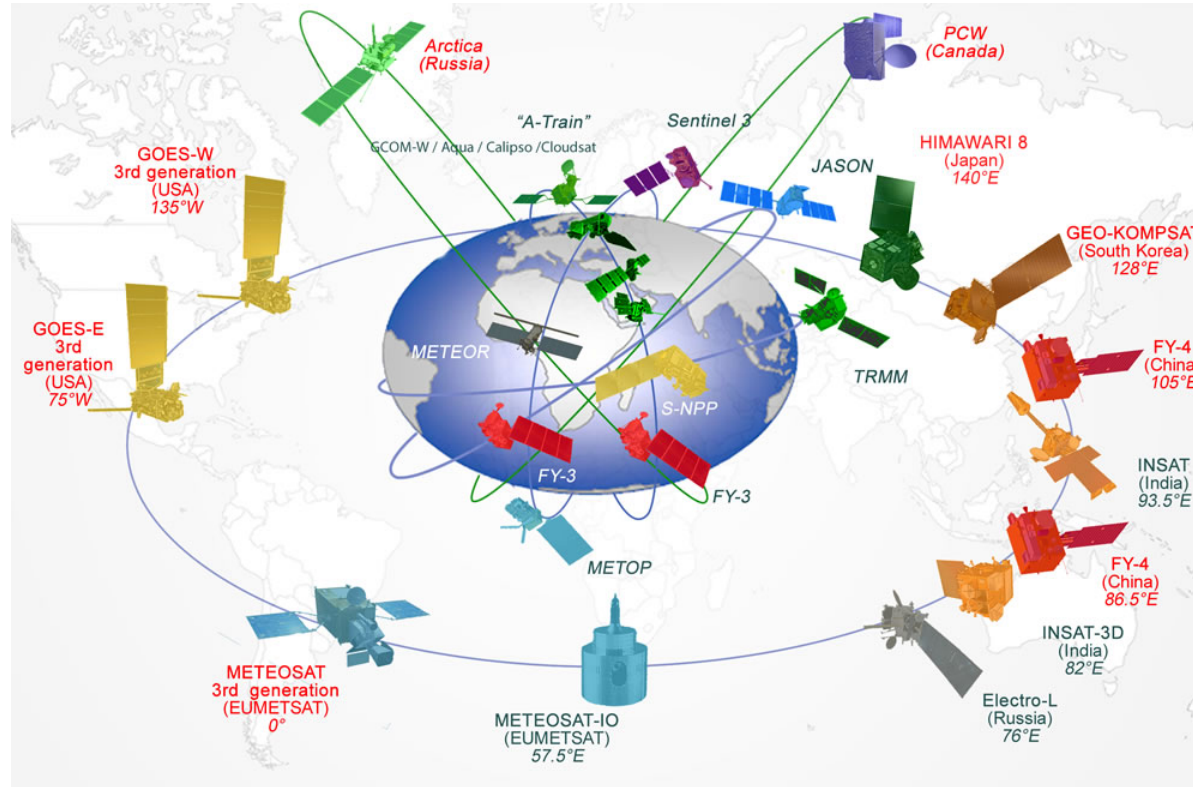 Arctica
(Russia)
PCW
(Canada)
"A-Train"
GCOM-W / Aqua / Calipso /Cloudsat
Sentinel 3
JASON
HIMAWARI 8
(Japan)
140°E
GOES-W
3rd generation
(USA)
135°W
GEO-KOMPSAT
(South Korea)
128°E
GOES-E
3rd
generation
(USA)
75°W
METEOR
TRMM
FY-4
(China)
105°E
S-NPP
FY-3
FY-3
INSAT
(India)
93.5°E
METOP
FY-4
(China)
86.5°E
INSAT-3D
(India)
82°E
METEOSAT
3rd generation
(EUMETSAT)
0°
METEOSAT-IO
(EUMETSAT)
57.5°E
Electro-L
(Russia)
76°E